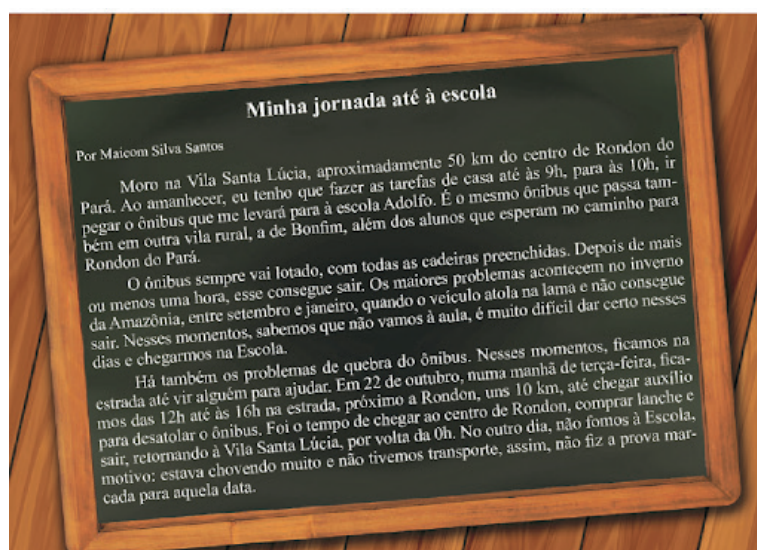 Minha jornada até à escola
Por Maicom Silva Santos
Moro na Vila Santa Lúcia, aproximadamente 50 km do centro de Rondon do
Pará. Ao amanhecer, eu tenho que fazer as tarefas de casa até às 9h, para às 10h, ir
pegar o ônibus que me levará para à escola Adolfo. É o mesmo ônibus que passa tam-
bém em outra vila rural, a de Bonfim, além dos alunos que esperam no caminho para
Rondon do Pará.
O ônibus sempre vai lotado, com todas as cadeiras preenchidas. Depois de mais
ou menos uma hora, esse consegue sair. Os maiores problemas acontecem no inverno
da Amazônia, entre setembro e janeiro, quando o veículo atola na lama e não consegue
sair. Nesses momentos, sabemos que não vamos à aula, é muito difícil dar certo nesses
dias e chegarmos na Escola.
Há também os problemas de quebra do ônibus. Nesses momentos, ficamos na
estrada até vir alguém para ajudar. Em 22 de outubro, numa manhã de terça-feira, fica-
mos das 12h até às 16h na estrada, próximo a Rondon, uns 10 km, até chegar auxílio
para desatolar o ônibus. Foi o tempo de chegar ao centro de Rondon, comprar lanche e
sair, retornando à Vila Santa Lúcia, por volta da 0h. No outro dia, não fomos à Escola,
motivo: estava chovendo muito e não tivemos transporte, assim, não fiz a prova mar-
cada para aquela data.